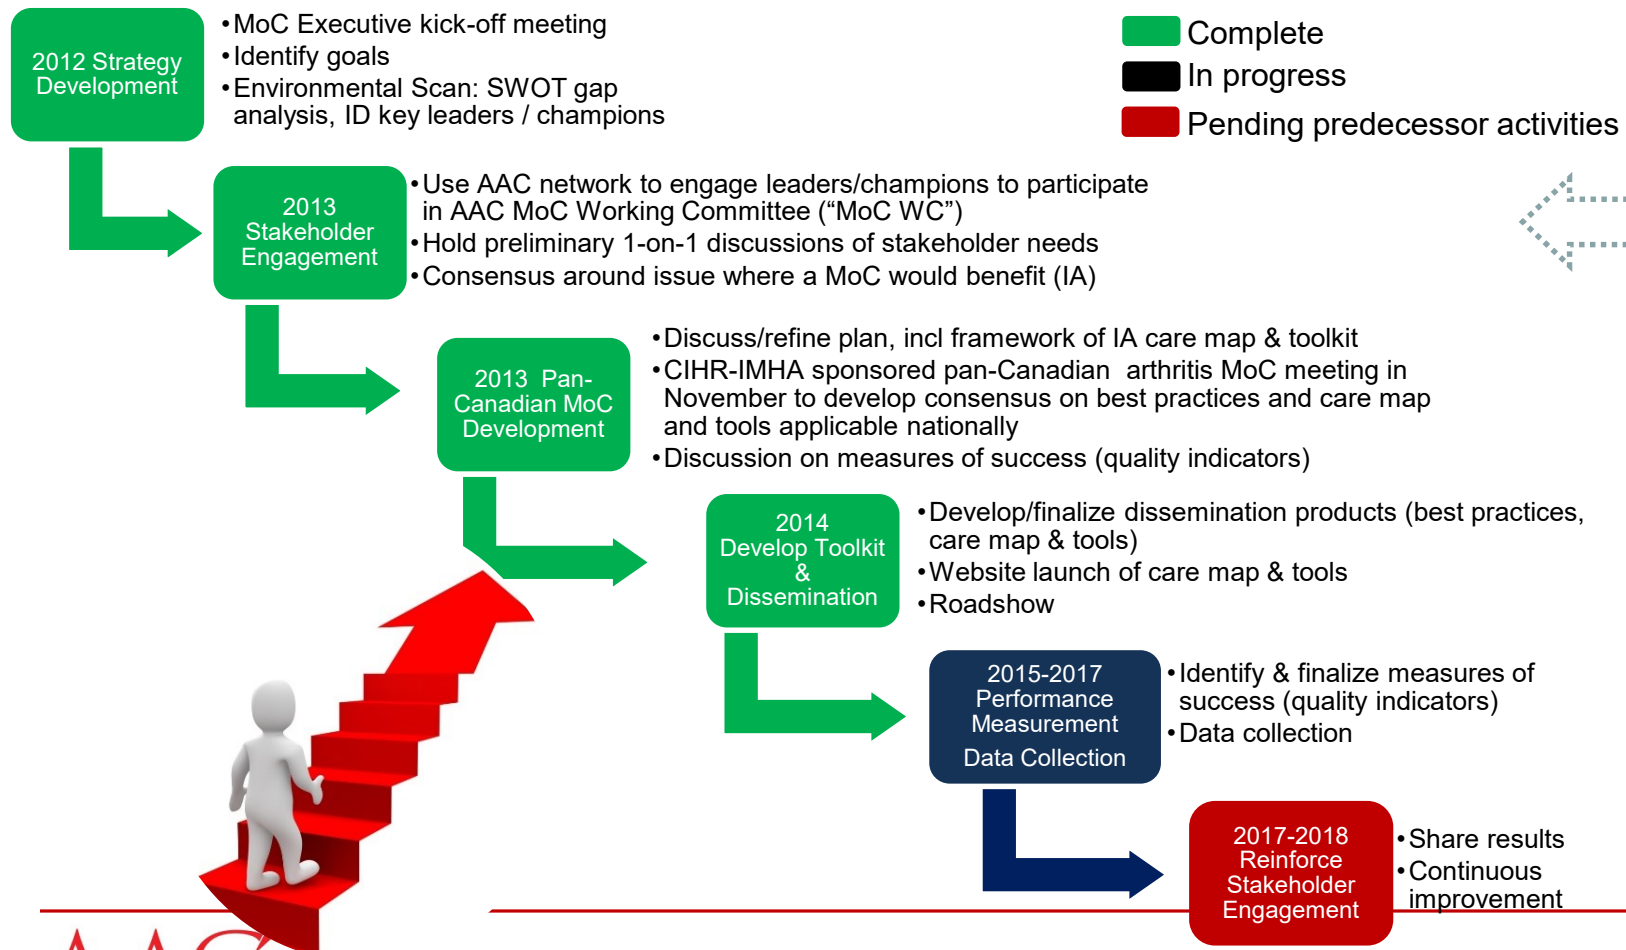 2012 Strategy
Development
•MoC Executive kick-off meeting
•Identify goals
•Environmental Scan: SWOT gap
analysis, ID key leaders / champions
Complete
In progress
Pending predecessor activities
2013
Stakeholder
Engagement
•Use AAC network to engage leaders/champions to participate
in AAC MoC Working Committee (“MoC WC”)
•Hold preliminary 1-on-1 discussions of stakeholder needs
•Consensus around issue where a MoC would benefit (IA)
2013 Pan-
Canadian MoC
Development
•Discuss/refine plan, incl framework of IA care map & toolkit
•CIHR-IMHA sponsored pan-Canadian arthritis MoC meeting in
November to develop consensus on best practices and care map
and tools applicable nationally
•Discussion on measures of success (quality indicators)
2014
Develop Toolkit
&
Dissemination
•Develop/finalize dissemination products (best practices,
care map & tools)
•Website launch of care map & tools
•Roadshow
2015-2017
Performance
Measurement
Data Collection
•Identify & finalize measures of
success (quality indicators)
•Data collection
2017-2018
Reinforce
Stakeholder
Engagement
•Share results
•Continuous
improvement